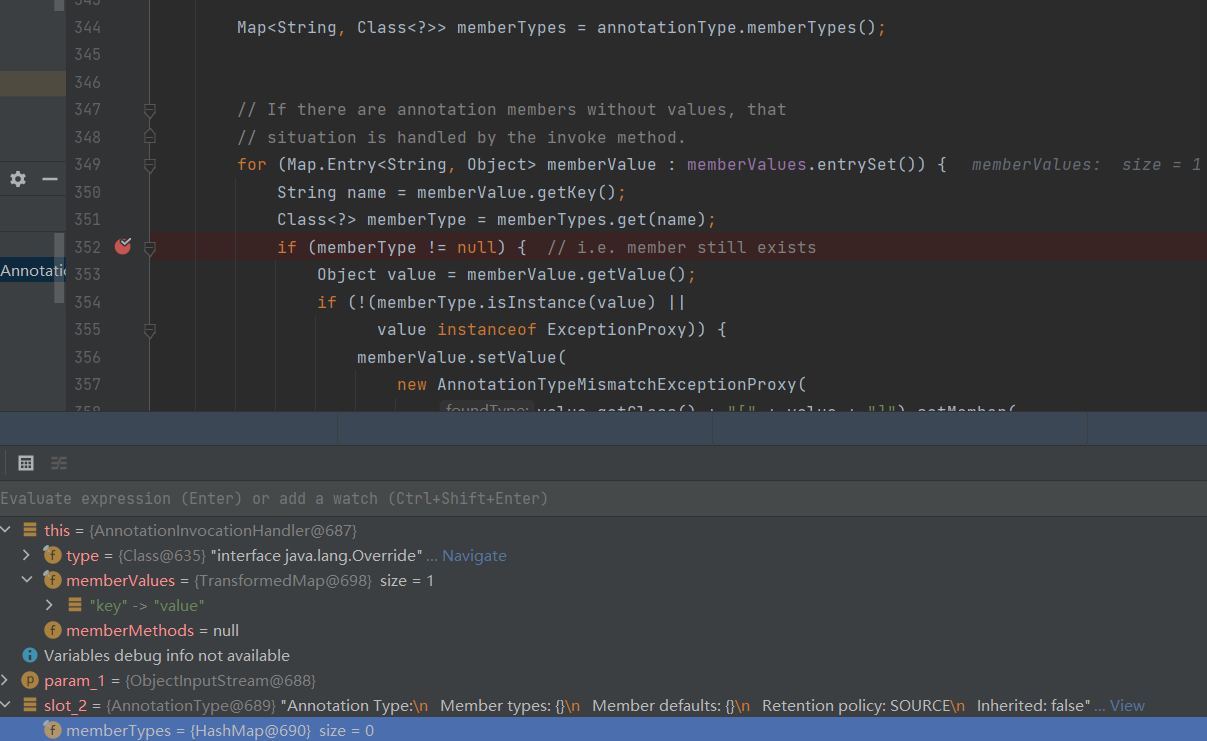 343
344 Map<String, Class<?>> memberTypes = annotationType.memberTypes();
345
346
347 // If there are annotation members without values, that
348 // situation is handled by the invoke method.
349 for (Map.Entry<String, Object> memberValue : memberValues.entrySet()) { memberValues: size = 1
350 String name = memberValue.getKey();
351 Class<?> memberType = memberTypes.get(name);
352 if (memberType != null) { // i.e. member still exists
353 Object value = memberValue.getValue();
354 if (!(memberType.isInstance(value) ||
355 value instanceof ExceptionProxy)) {
356 memberValue.setValue(
357 new AnnotationTypeMismatchExceptionProxy(
358 foundType: value.getClass() + "[" + value + "]").setMember(
Annotatio
Evaluate expression (Enter) or add a watch (Ctrl+Shift+Enter)
this = {AnnotationInvocationHandler@687}
f type = {Class@635} "interface java.lang.Override" ... Navigate
f memberValues = {TransformedMap@698} size = 1
"key" -> "value"
f memberMethods = null
i Variables debug info not available
p param_1 = {ObjectInputStream@688}
slot_2 = {AnnotationType@689} "Annotation Type:\n Member types: {}\n Member defaults: {}\n Retention policy: SOURCE\n Inherited: false" ... View
f memberTypes = {HashMap@690} size = 0